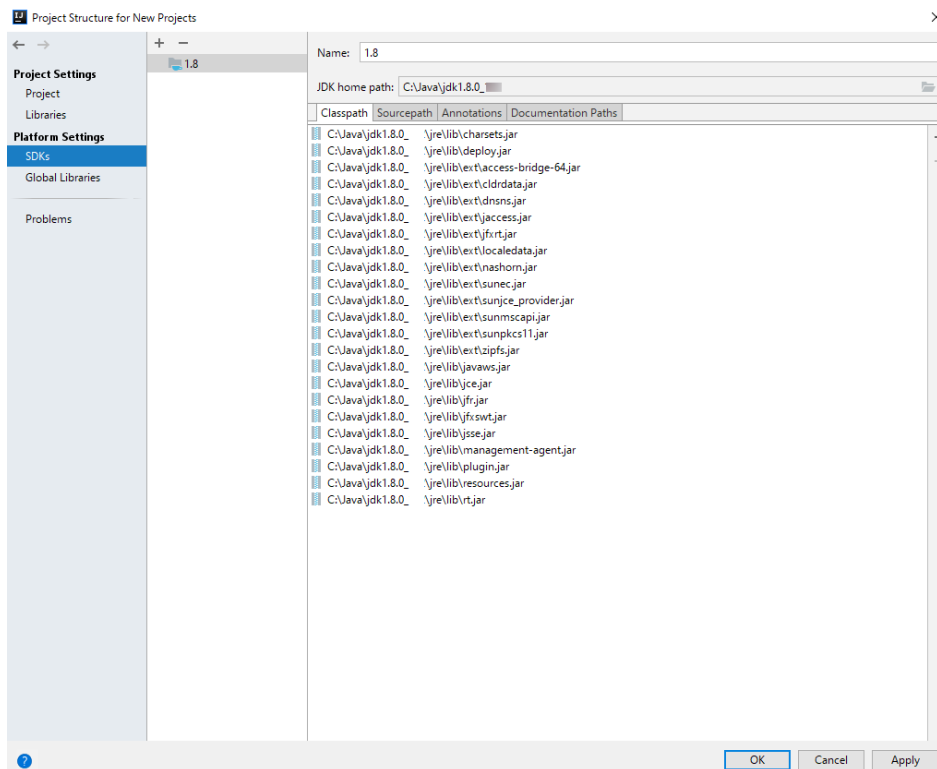 Project Structure for New Projects
Project Settings
Project
Libraries
Platform Settings
SDKs
Global Libraries
Problems
1.8
Name: 1.8
JDK home path: C:\Java\jdk1.8.0_
Classpath Sourcepath Annotations Documentation Paths
C:\Java\jdk1.8.0_ \jre\lib\charsets.jar
C:\Java\jdk1.8.0_ \jre\lib\deploy.jar
C:\Java\jdk1.8.0_ \jre\lib\ext\access-bridge-64.jar
C:\Java\jdk1.8.0_ \jre\lib\ext\cldrdata.jar
C:\Java\jdk1.8.0_ \jre\lib\ext\dnsns.jar
C:\Java\jdk1.8.0_ \jre\lib\ext\jaccess.jar
C:\Java\jdk1.8.0_ \jre\lib\ext\jfxrt.jar
C:\Java\jdk1.8.0_ \jre\lib\ext\localedata.jar
C:\Java\jdk1.8.0_ \jre\lib\ext\nashorn.jar
C:\Java\jdk1.8.0_ \jre\lib\ext\sunec.jar
C:\Java\jdk1.8.0_ \jre\lib\ext\sunjce_provider.jar
C:\Java\jdk1.8.0_ \jre\lib\ext\sunmscapi.jar
C:\Java\jdk1.8.0_ \jre\lib\ext\sunpkcs11.jar
C:\Java\jdk1.8.0_ \jre\lib\ext\zipfs.jar
C:\Java\jdk1.8.0_ \jre\lib\javaws.jar
C:\Java\jdk1.8.0_ \jre\lib\jce.jar
C:\Java\jdk1.8.0_ \jre\lib\jfr.jar
C:\Java\jdk1.8.0_ \jre\lib\jfxswt.jar
C:\Java\jdk1.8.0_ \jre\lib\jsse.jar
C:\Java\jdk1.8.0_ \jre\lib\management-agent.jar
C:\Java\jdk1.8.0_ \jre\lib\plugin.jar
C:\Java\jdk1.8.0_ \jre\lib\resources.jar
C:\Java\jdk1.8.0_ \jre\lib\rt.jar
? OK Cancel Apply